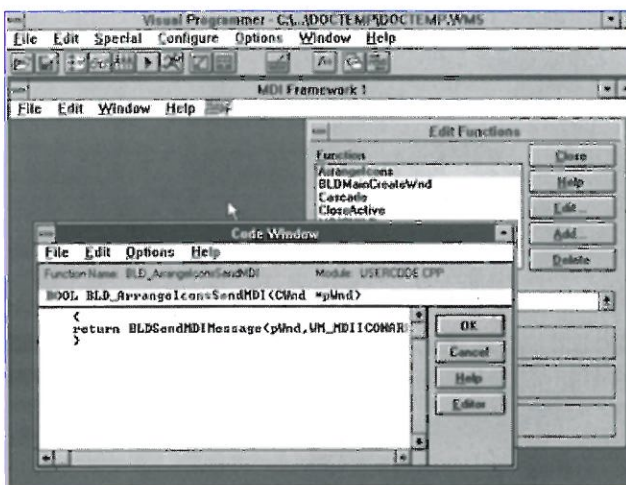 Visual Programmer - C:\..\DOCTEMP\DOCTEMP.WMS
File Edit Special Configure Options Window Help
MDI Framework 1
File Edit Window Help
Edit Functions
Function
ArrangeIcons
BLDMainCreateWnd
Cascade
CloseActive
Close
Help
Edit...
Add...
Delete
Code Window
File Edit Options Help
Function Name: BLD_ArrangeIconsSendMDI Module: USERCODE.CPP
BOOL BLD_ArrangeIconsSendMDI(CWnd *pWnd)
{
return BLDSendMDIMessage(pWnd,WM_MDIICONAR
}
OK
Cancel
Help
Editor